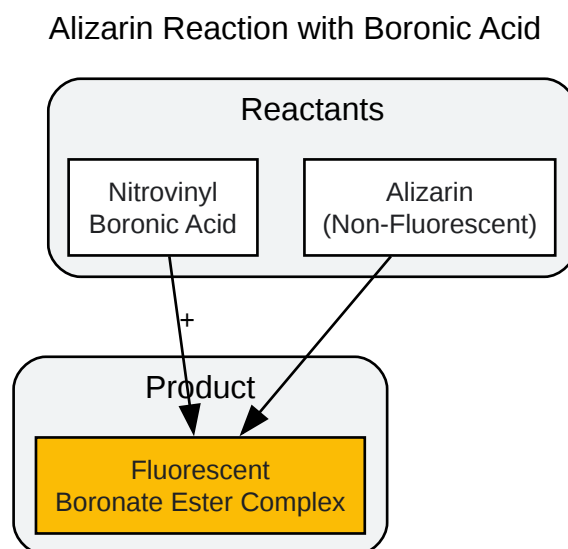 Alizarin Reaction with Boronic Acid
Reactants
Nitrovinyl
Boronic Acid
Alizarin
(Non-Fluorescent)
+
Product
Fluorescent
Boronate Ester Complex